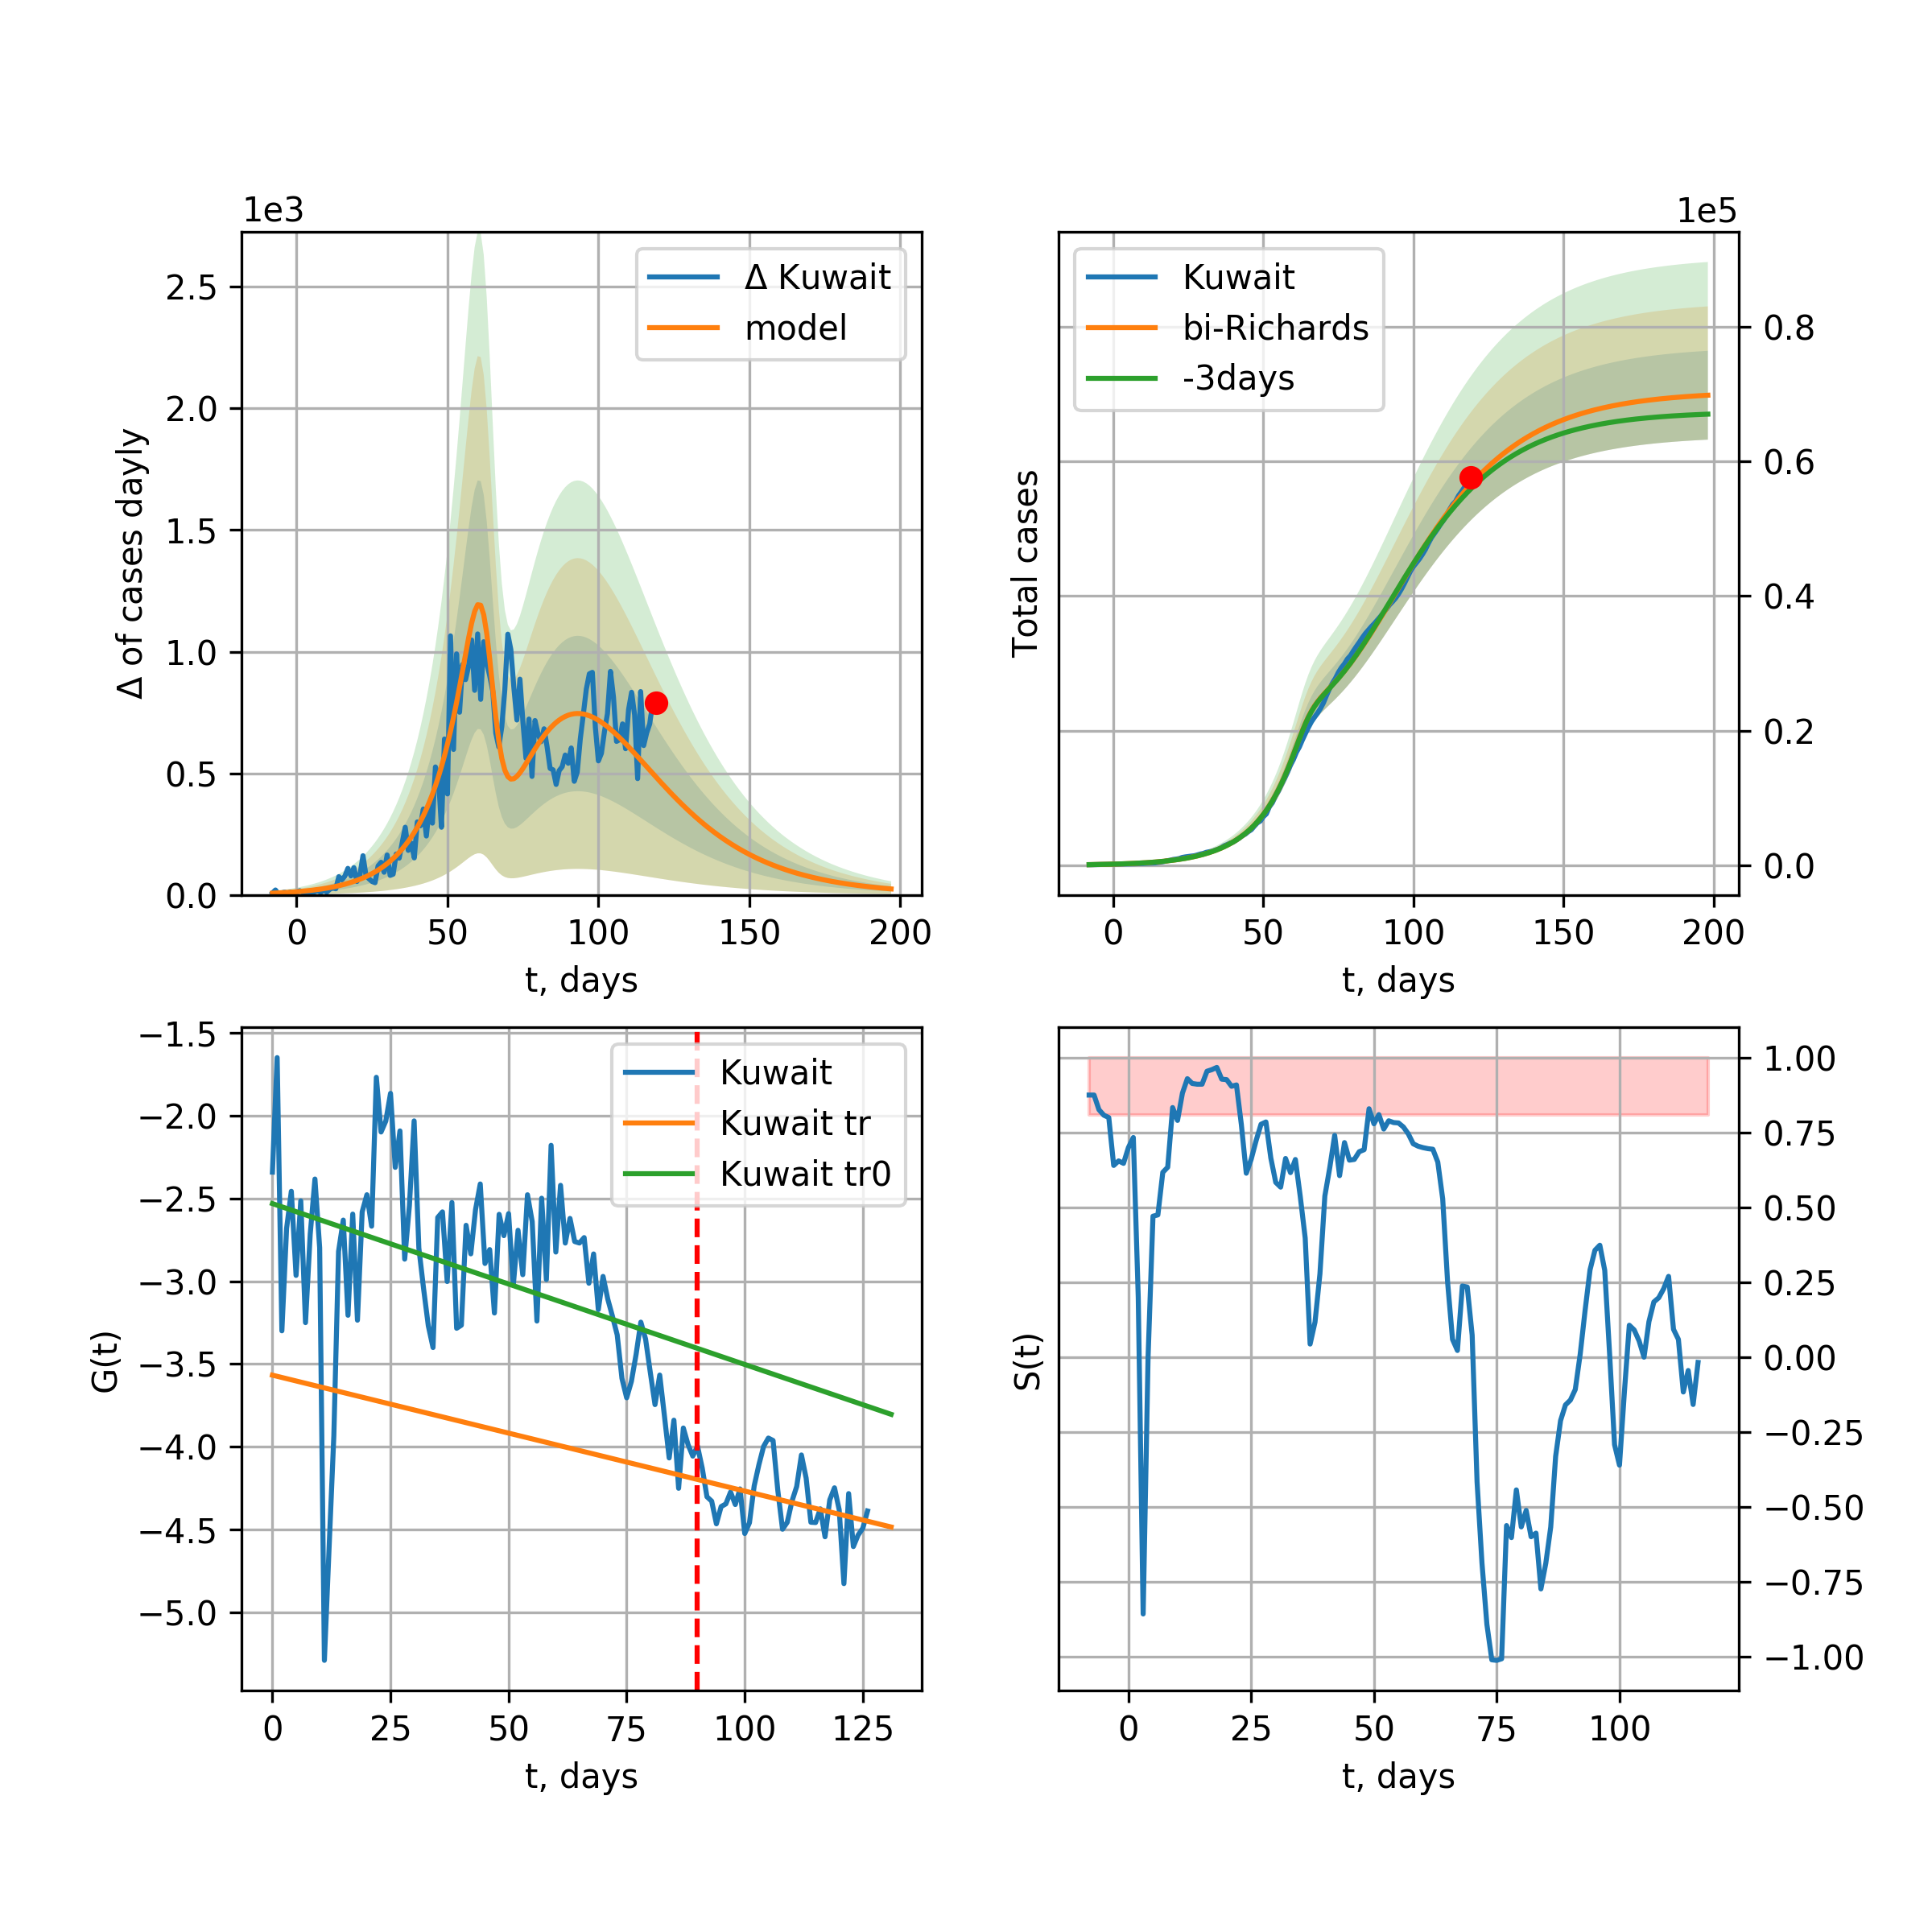 1e3
Δ of cases dayly
2.5
2.0
1.5
1.0
0.5
0.0
Δ Kuwait
model
0 50 100 150 200
t, days
1e5
Total cases
Kuwait
bi-Richards
-3days
0.8
0.6
0.4
0.2
0.0
0 50 100 150 200
t, days
G(t)
−1.5
−2.0
−2.5
−3.0
−3.5
−4.0
−4.5
−5.0
Kuwait
Kuwait tr
Kuwait tr0
0 25 50 75 100 125
t, days
S(t)
1.00
0.75
0.50
0.25
0.00
−0.25
−0.50
−0.75
−1.00
0 25 50 75 100
t, days